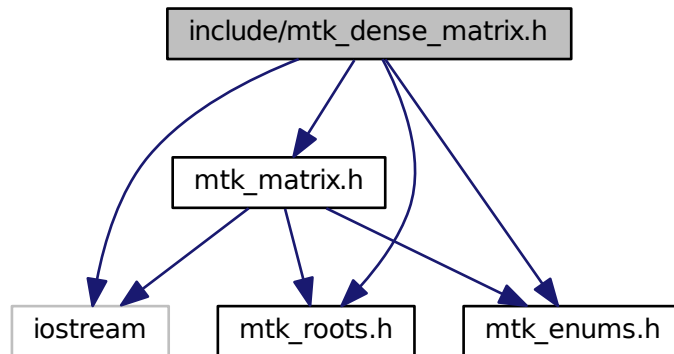 include/mtk_dense_matrix.h
mtk_matrix.h
iostream
mtk_roots.h
mtk_enums.h